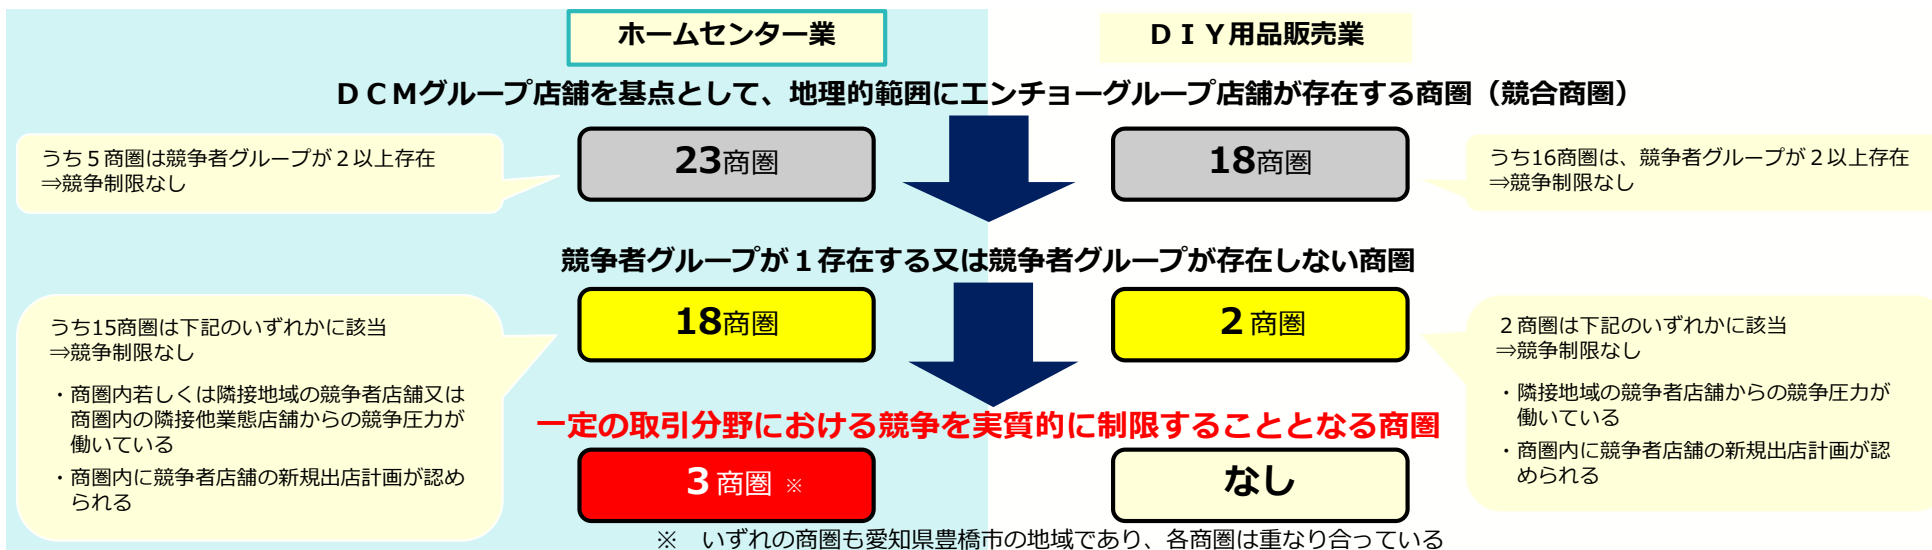 ホームセンター業
ＤＩＹ用品販売業
ＤＣＭグループ店舗を基点として、地理的範囲にエンチョーグループ店舗が存在する商圏（競合商圏）
うち５商圏は競争者グループが２以上存在
⇒競争制限なし
23商圏
18商圏
うち16商圏は、競争者グループが２以上存在
⇒競争制限なし
競争者グループが１存在する又は競争者グループが存在しない商圏
うち15商圏は下記のいずれかに該当
⇒競争制限なし
・商圏内若しくは隣接地域の競争者店舗又は
商圏内の隣接他業態店舗からの競争圧力が
働いている
・商圏内に競争者店舗の新規出店計画が認め
られる
18商圏
２商圏
２商圏は下記のいずれかに該当
⇒競争制限なし
・隣接地域の競争者店舗からの競争圧力が
働いている
・商圏内に競争者店舗の新規出店計画が認
められる
一定の取引分野における競争を実質的に制限することとなる商圏
３商圏 ※
なし
※　いずれの商圏も愛知県豊橋市の地域であり、各商圏は重なり合っている